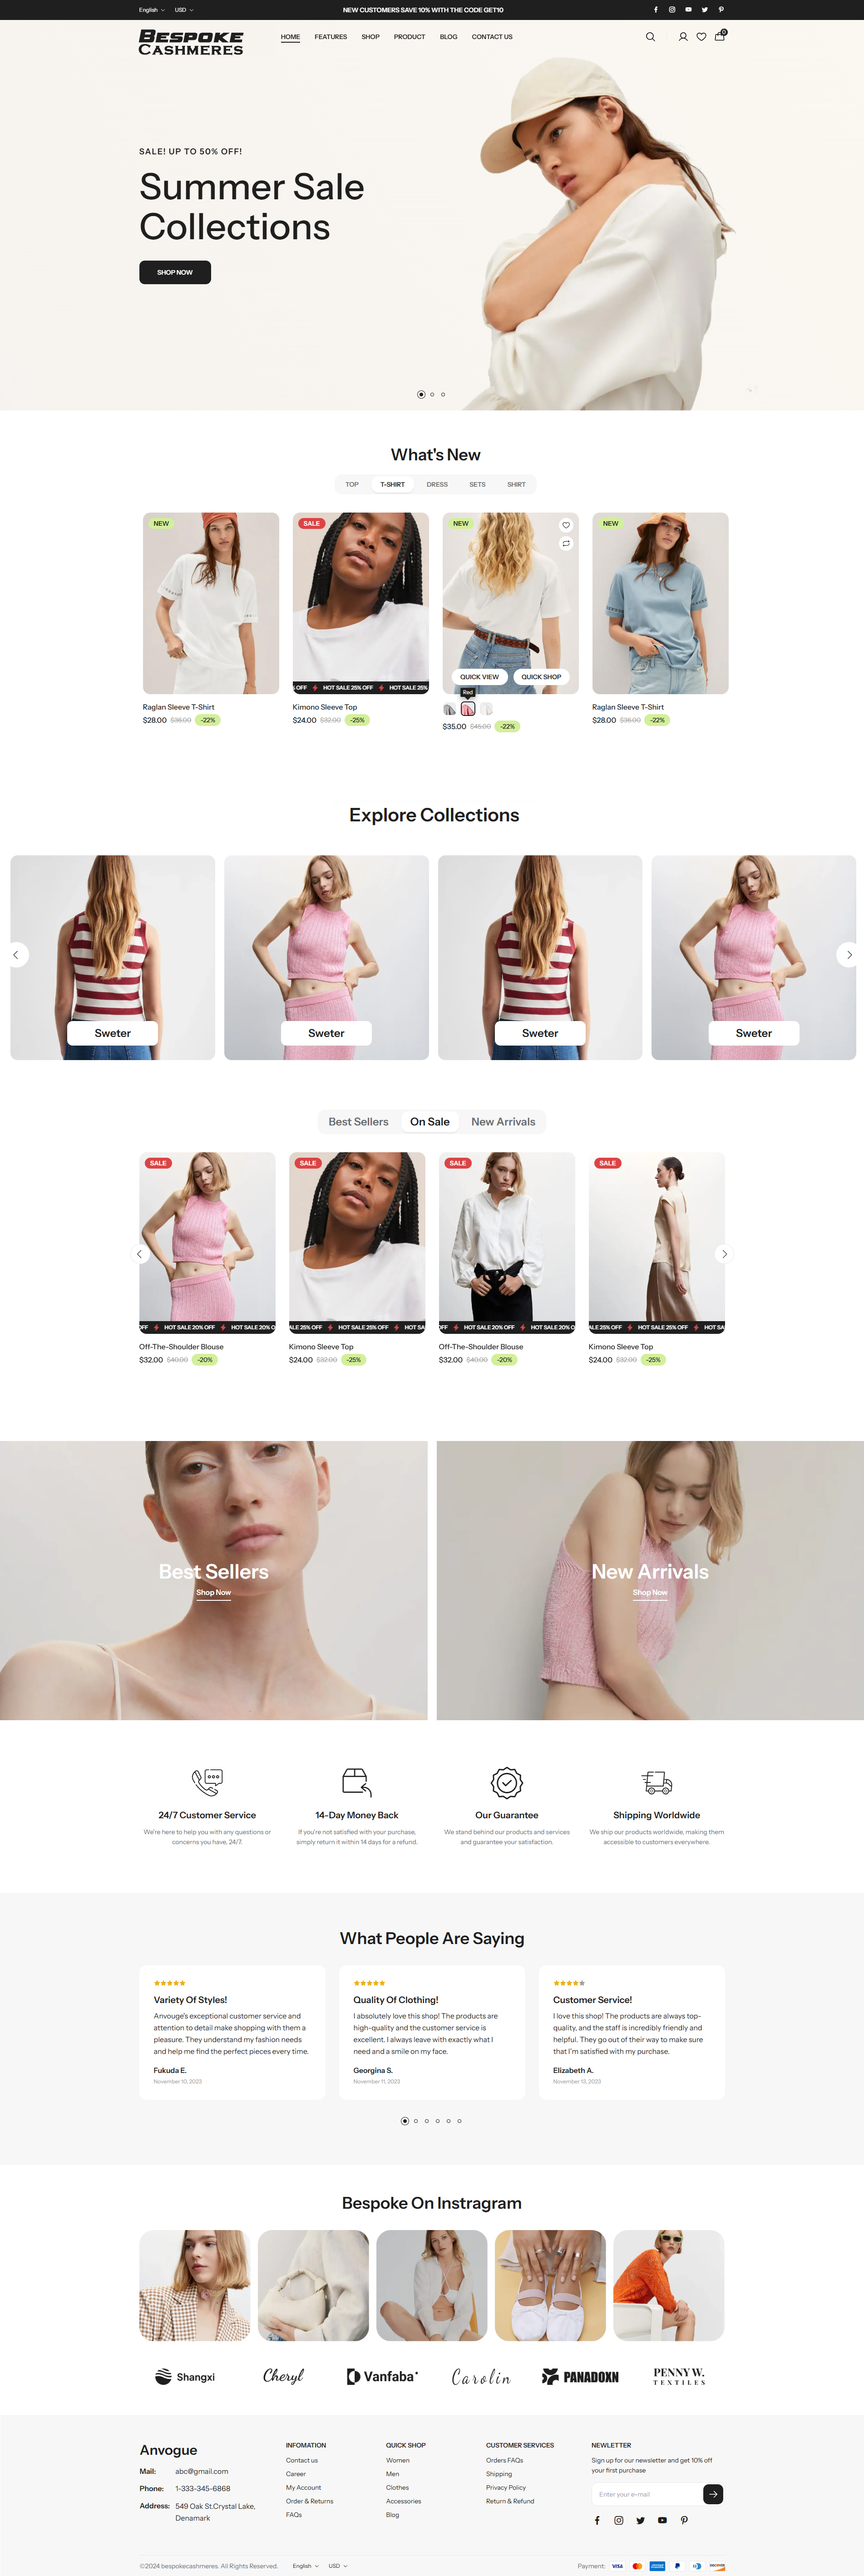 English USD NEW CUSTOMERS SAVE 10% WITH THE CODE GET10
BESPOKE
CASHMERES
HOME FEATURES SHOP PRODUCT BLOG CONTACT US
0
SALE! UP TO 50% OFF!
Summer Sale
Collections
SHOP NOW
What's New
TOP T-SHIRT DRESS SETS SHIRT
NEW SALE NEW NEW
OFF HOT SALE 25% OFF HOT SALE 25%
QUICK VIEW QUICK SHOP
Red
Raglan Sleeve T-Shirt
$28.00 $36.00 -22%
Kimono Sleeve Top
$24.00 $32.00 -25%
$35.00 $45.00 -22%
Raglan Sleeve T-Shirt
$28.00 $36.00 -22%
Explore Collections
Sweter Sweter Sweter Sweter
Best Sellers On Sale New Arrivals
SALE SALE SALE SALE
OFF HOT SALE 20% OFF HOT SALE 20% O
ALE 25% OFF HOT SALE 25% OFF HOT SA
OFF HOT SALE 20% OFF HOT SALE 20% O
ALE 25% OFF HOT SALE 25% OFF HOT SA
Off-The-Shoulder Blouse
$32.00 $40.00 -20%
Kimono Sleeve Top
$24.00 $32.00 -25%
Off-The-Shoulder Blouse
$32.00 $40.00 -20%
Kimono Sleeve Top
$24.00 $32.00 -25%
Best Sellers
Shop Now
New Arrivals
Shop Now
24/7 Customer Service
We're here to help you with any questions or
concerns you have, 24/7.
14-Day Money Back
If you're not satisfied with your purchase,
simply return it within 14 days for a refund.
Our Guarantee
We stand behind our products and services
and guarantee your satisfaction.
Shipping Worldwide
We ship our products worldwide, making them
accessible to customers everywhere.
What People Are Saying
Variety Of Styles!
Anvouge's exceptional customer service and
attention to detail make shopping with them a
pleasure. They understand my fashion needs
and help me find the perfect pieces every time.
Fukuda E.
November 10, 2023
Quality Of Clothing!
I absolutely love this shop! The products are
high-quality and the customer service is
excellent. I always leave with exactly what I
need and a smile on my face.
Georgina S.
November 11, 2023
Customer Service!
I love this shop! The products are always top-
quality, and the staff is incredibly friendly and
helpful. They go out of their way to make sure
that I'm satisfied with my purchase.
Elizabeth A.
November 13, 2023
Bespoke On Instragram
Shangxi Cheryl Vanfaba Carolin PANADOXN PENNY W.
TEXTILES
Anvogue
Mail: abc@gmail.com
Phone: 1-333-345-6868
Address: 549 Oak St.Crystal Lake,
Denamark
INFOMATION
Contact us
Career
My Account
Order & Returns
FAQs
QUICK SHOP
Women
Men
Clothes
Accessories
Blog
CUSTOMER SERVICES
Orders FAQs
Shipping
Privacy Policy
Return & Refund
NEWLETTER
Sign up for our newsletter and get 10% off
your first purchase
Enter your e-mail
©2024 bespokecashmeres. All Rights Reserved. English USD
Payment: VISA DISCOVER